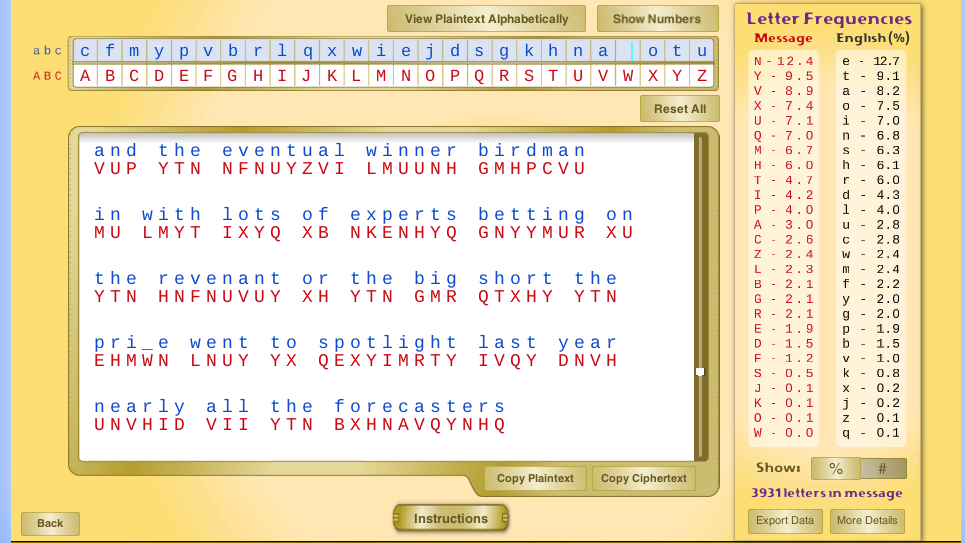 View Plaintext Alphabetically Show Numbers
a b c c f m y p v b r l q x w i e j d s g k h n a o t u
A B C A B C D E F G H I J K L M N O P Q R S T U V W X Y Z
Reset All
and the eventual winner birdman
VUP YTN NFNUYZVI LMUUNH GMHPCVU
in with lots of experts betting on
MU LMYT IXYQ XB NKENHYQ GNYYMUR XU
the revenant or the big short the
YTN HNFNUVUY XH YTN GMR QTXHY YTN
pri_e went to spotlight last year
EHMWN LNUY YX QEXYIMRTY IVQY DNVH
nearly all the forecasters
UNVHID VII YTN BXHNAVQYNHQ
Copy Plaintext Copy Ciphertext
Back
Instructions
Letter Frequencies
Message English (%)
N - 12.4 e - 12.7
Y - 9.5 t - 9.1
V - 8.9 a - 8.2
X - 7.4 o - 7.5
U - 7.1 i - 7.0
Q - 7.0 n - 6.8
M - 6.7 s - 6.3
H - 6.0 h - 6.1
T - 4.7 r - 6.0
I - 4.2 d - 4.3
P - 4.0 l - 4.0
A - 3.0 u - 2.8
C - 2.6 c - 2.8
Z - 2.4 w - 2.4
L - 2.3 m - 2.4
B - 2.1 f - 2.2
G - 2.1 y - 2.0
R - 2.1 g - 2.0
E - 1.9 p - 1.9
D - 1.5 b - 1.5
F - 1.2 v - 1.0
S - 0.5 k - 0.8
J - 0.1 x - 0.2
K - 0.1 j - 0.2
O - 0.1 z - 0.1
W - 0.0 q - 0.1
Show: % #
3931 letters in message
Export Data More Details